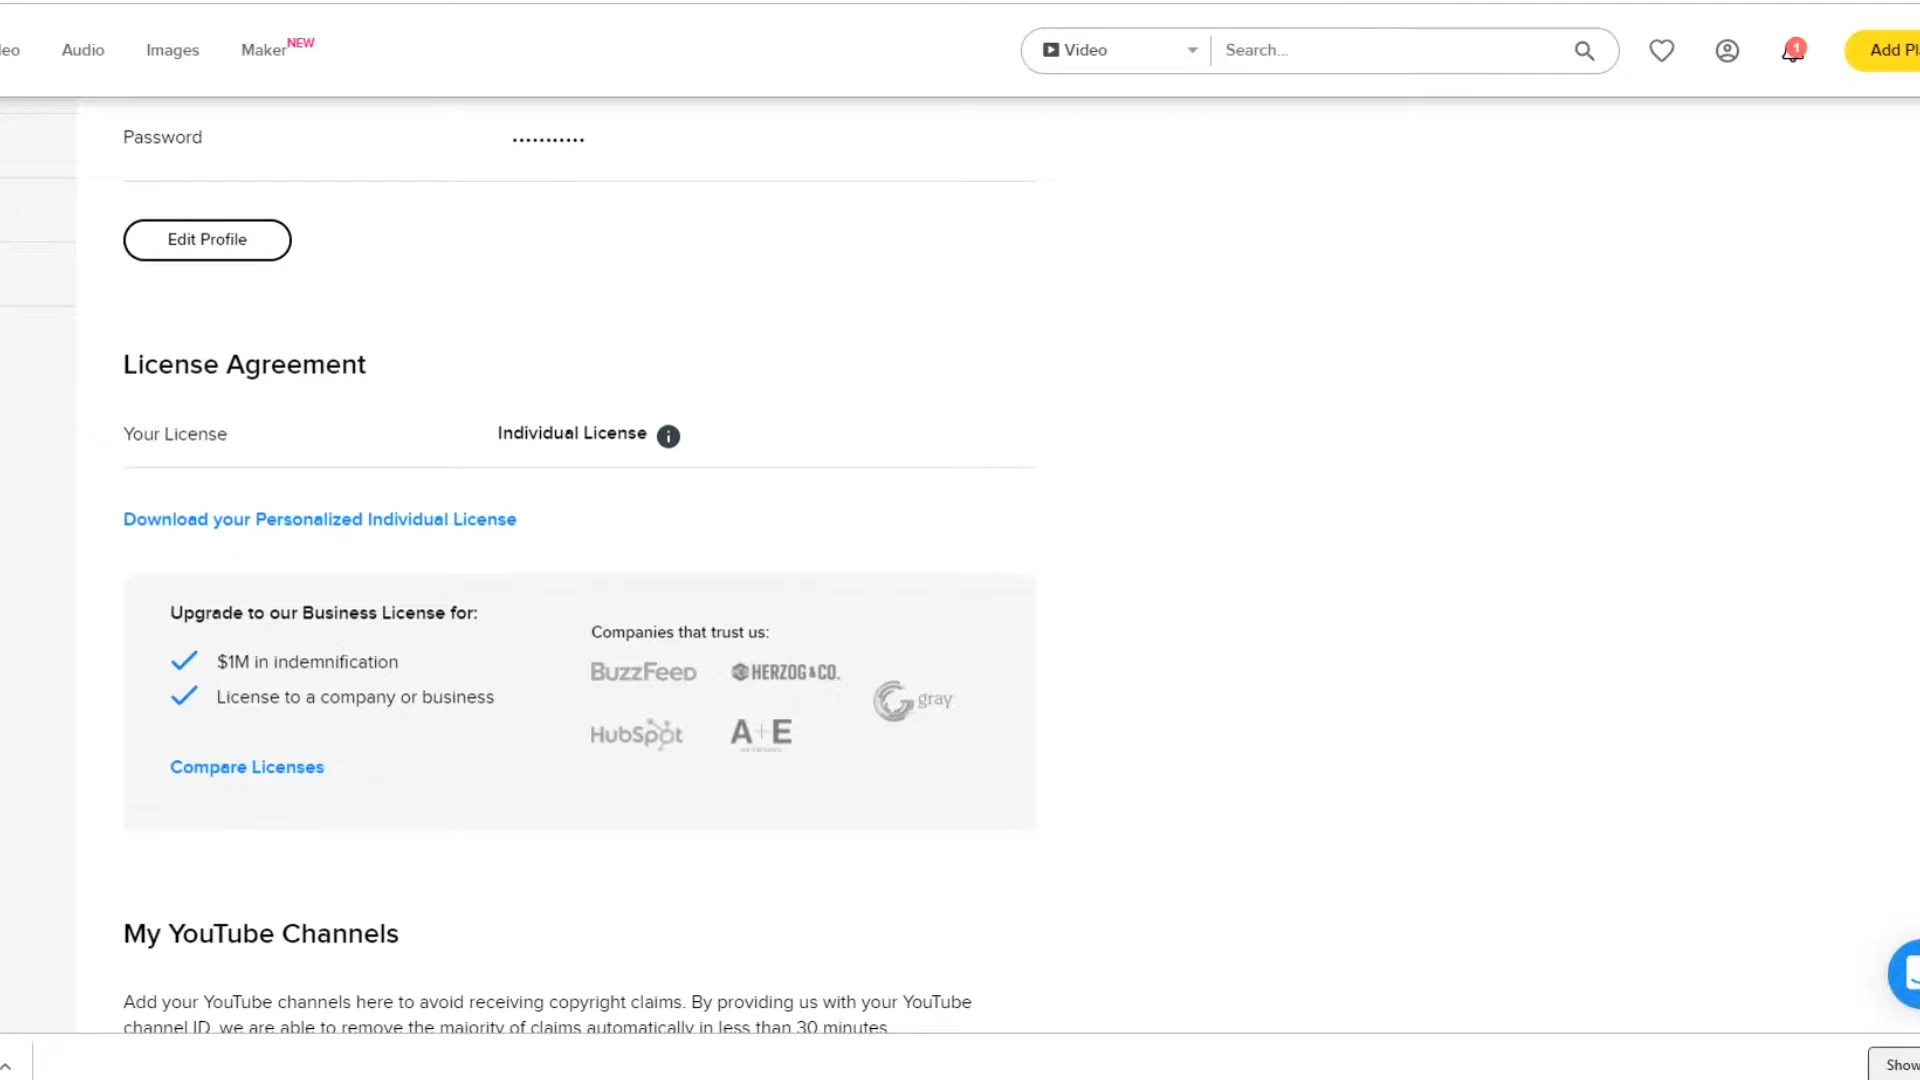 Audio
Images
Maker NEW
Video
Search...
1
Password
Edit Profile
License Agreement
Your License
Individual License
Download your Personalized Individual License
Upgrade to our Business License for:
$1M in indemnification
License to a company or business
Compare Licenses
Companies that trust us:
BuzzFeed
HERZOG & CO.
gray
HubSpot
A+E
My YouTube Channels
Add your YouTube channels here to avoid receiving copyright claims. By providing us with your YouTube
channel ID, we are able to remove the majority of claims automatically in less than 30 minutes.
Add
Show